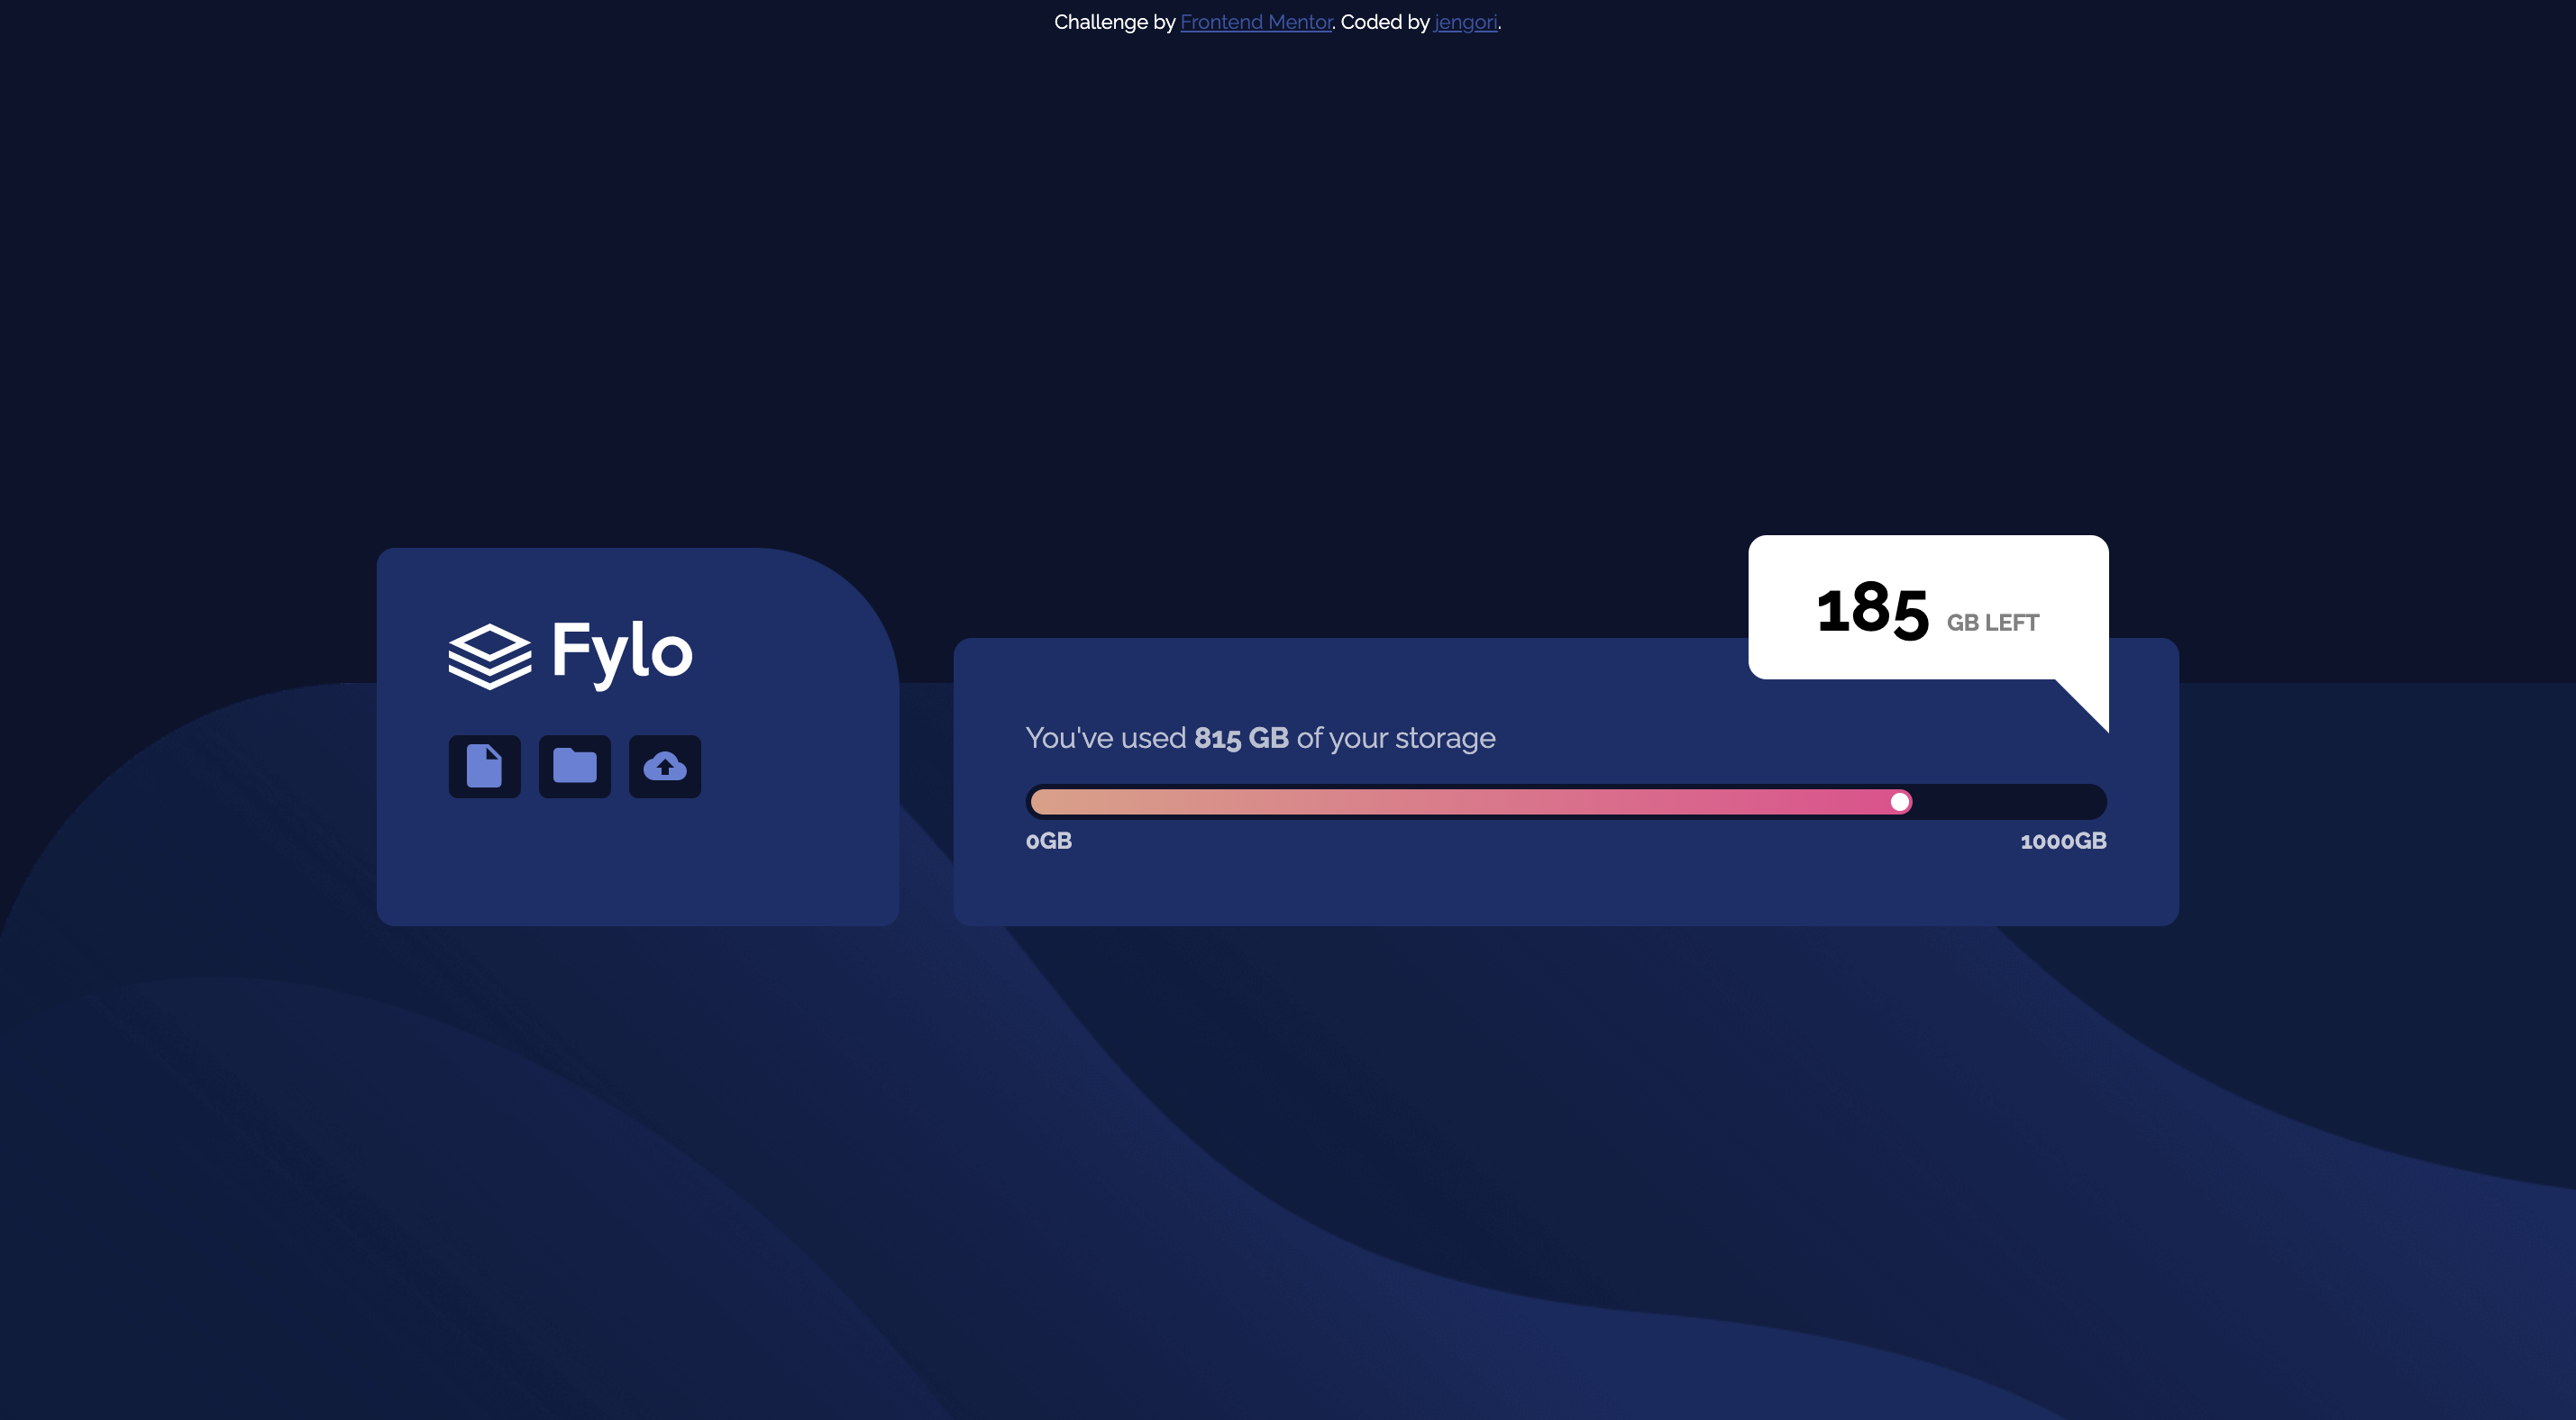 Challenge by Frontend Mentor. Coded by jengori.
Fylo
185 GB LEFT
You've used 815 GB of your storage
0GB 1000GB